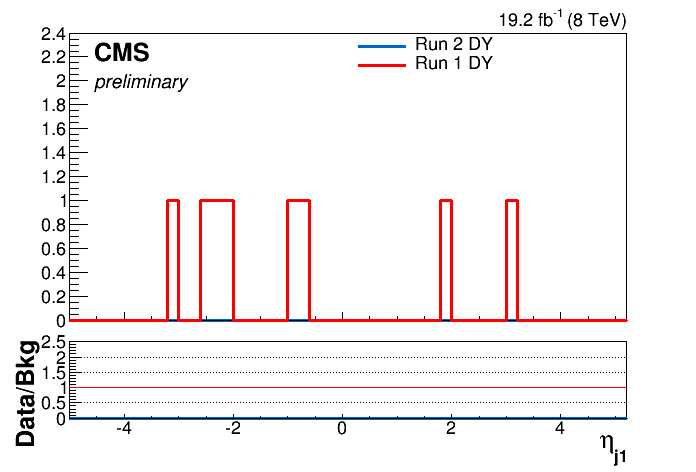 19.2 fb-1 (8 TeV)
CMS
preliminary
Run 2 DY
Run 1 DY
2.4
2.2
2
1.8
1.6
1.4
1.2
1
0.8
0.6
0.4
0.2
0
Data/Bkg
2.5
2
1.5
1
0.5
0
-4 -2 0 2 4
ηj1